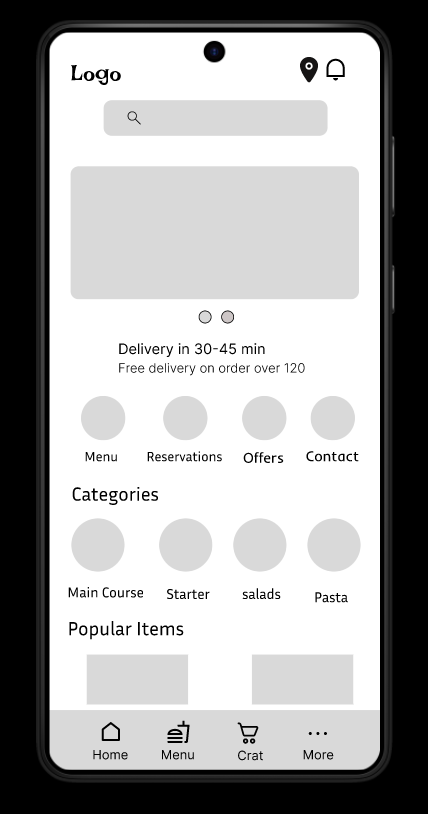 Logo
Delivery in 30-45 min
Free delivery on order over 120
Menu Reservations Offers Contact
Categories
Main Course Starter salads Pasta
Popular Items
Home Menu Crat More